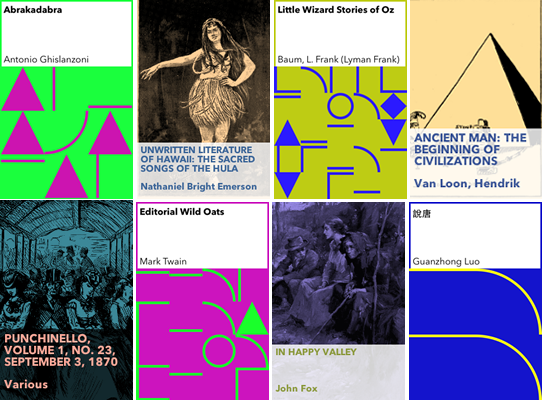 Abrakadabra
Antonio Ghislanzoni
UNWRITTEN LITERATURE
OF HAWAII: THE SACRED
SONGS OF THE HULA
Nathaniel Bright Emerson
Little Wizard Stories of Oz
Baum, L. Frank (Lyman Frank)
ANCIENT MAN: THE
BEGINNING OF
CIVILIZATIONS
Van Loon, Hendrik
PUNCHINELLO,
VOLUME 1, NO. 23,
SEPTEMBER 3, 1870
Various
Editorial Wild Oats
Mark Twain
IN HAPPY VALLEY
John Fox
說唐
Guanzhong Luo